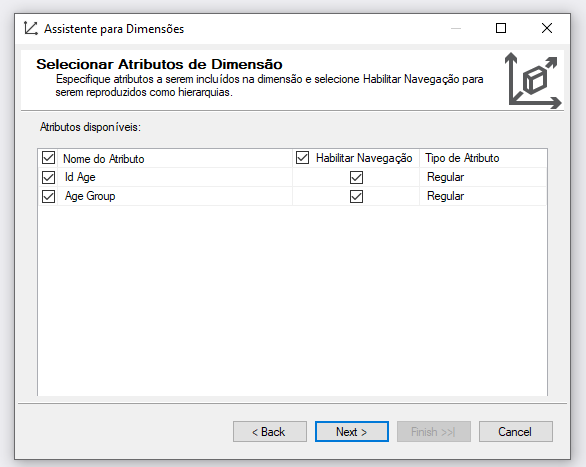 Assistente para Dimensões
Selecionar Atributos de Dimensão
Especifique atributos a serem incluídos na dimensão e selecione Habilitar Navegação para
serem reproduzidos como hierarquias.
Atributos disponíveis:
Nome do Atributo Habilitar Navegação Tipo de Atributo
Id Age Regular
Age Group Regular
< Back Next > Finish >>| Cancel